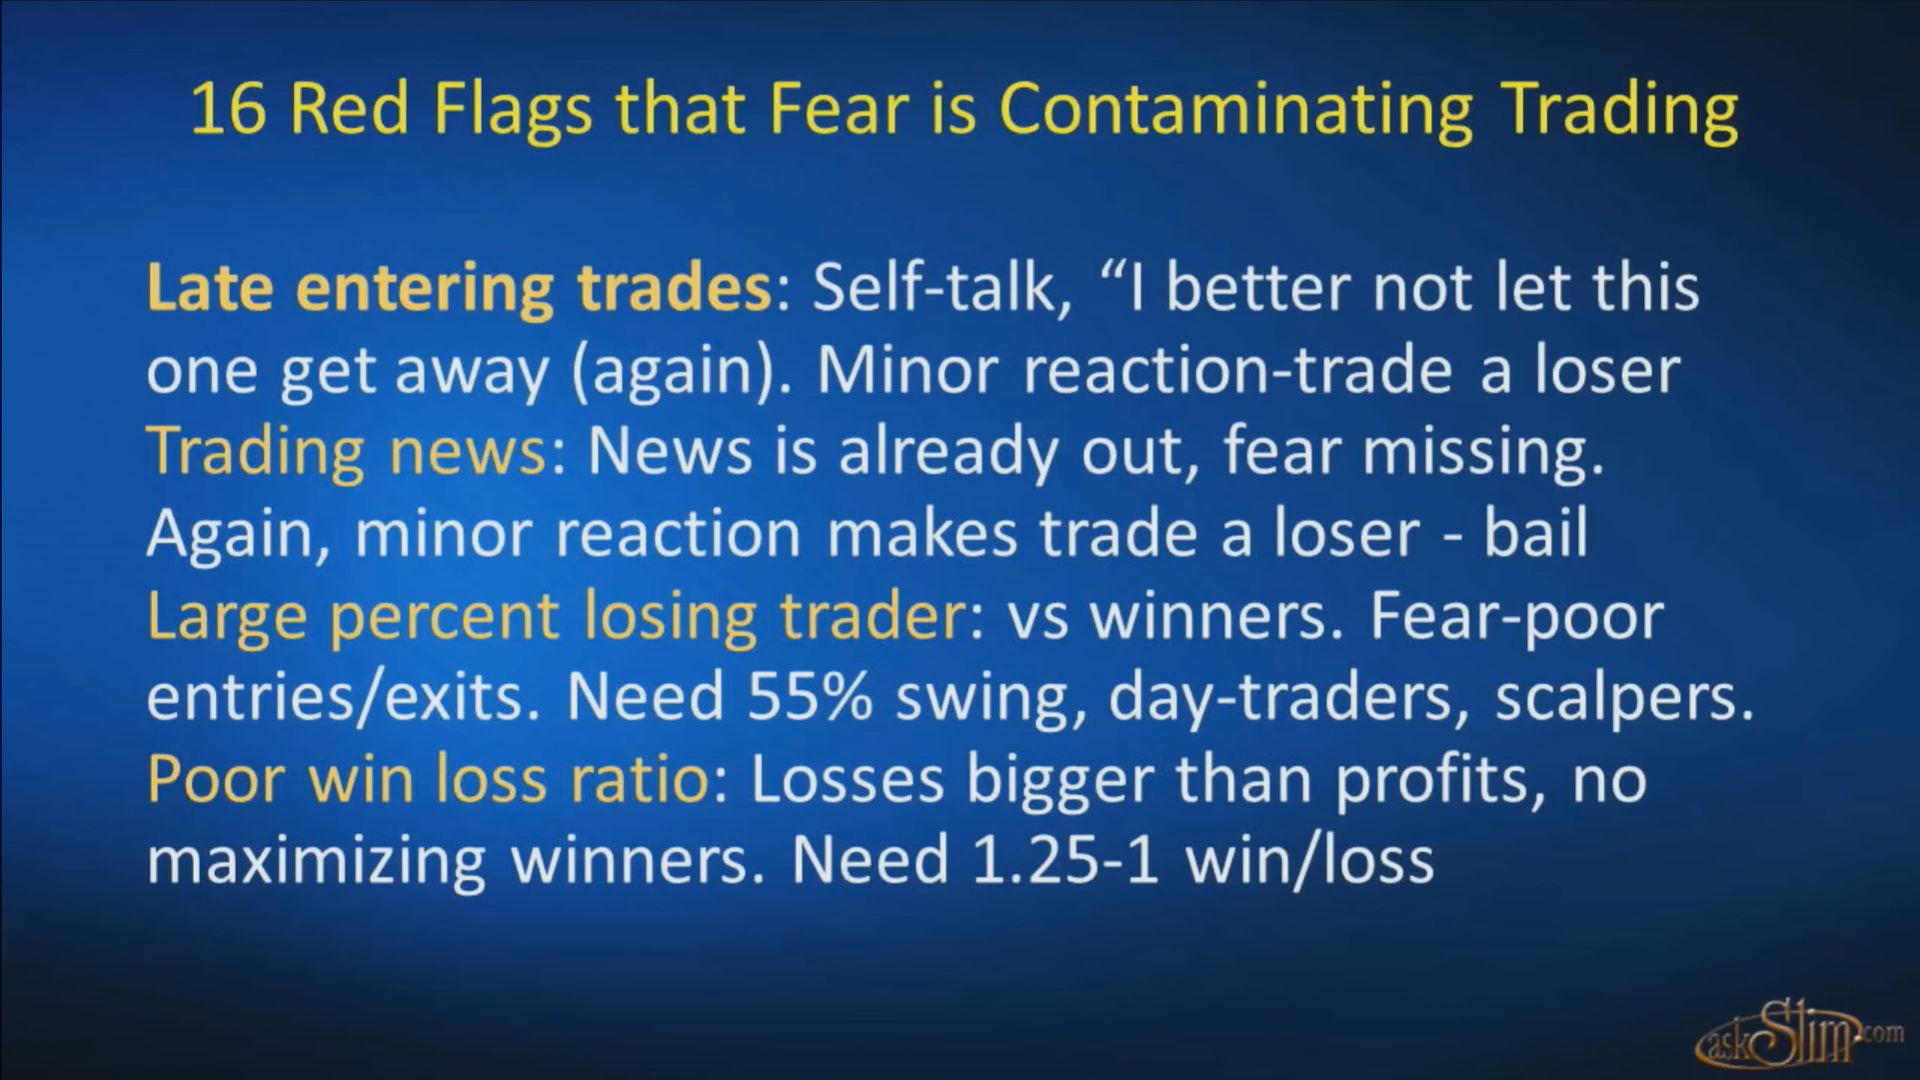 16 Red Flags that Fear is Contaminating Trading
Late entering trades: Self-talk, “I better not let this
one get away (again). Minor reaction-trade a loser
Trading news: News is already out, fear missing.
Again, minor reaction makes trade a loser - bail
Large percent losing trader: vs winners. Fear-poor
entries/exits. Need 55% swing, day-traders, scalpers.
Poor win loss ratio: Losses bigger than profits, no
maximizing winners. Need 1.25-1 win/loss
askSlim.com